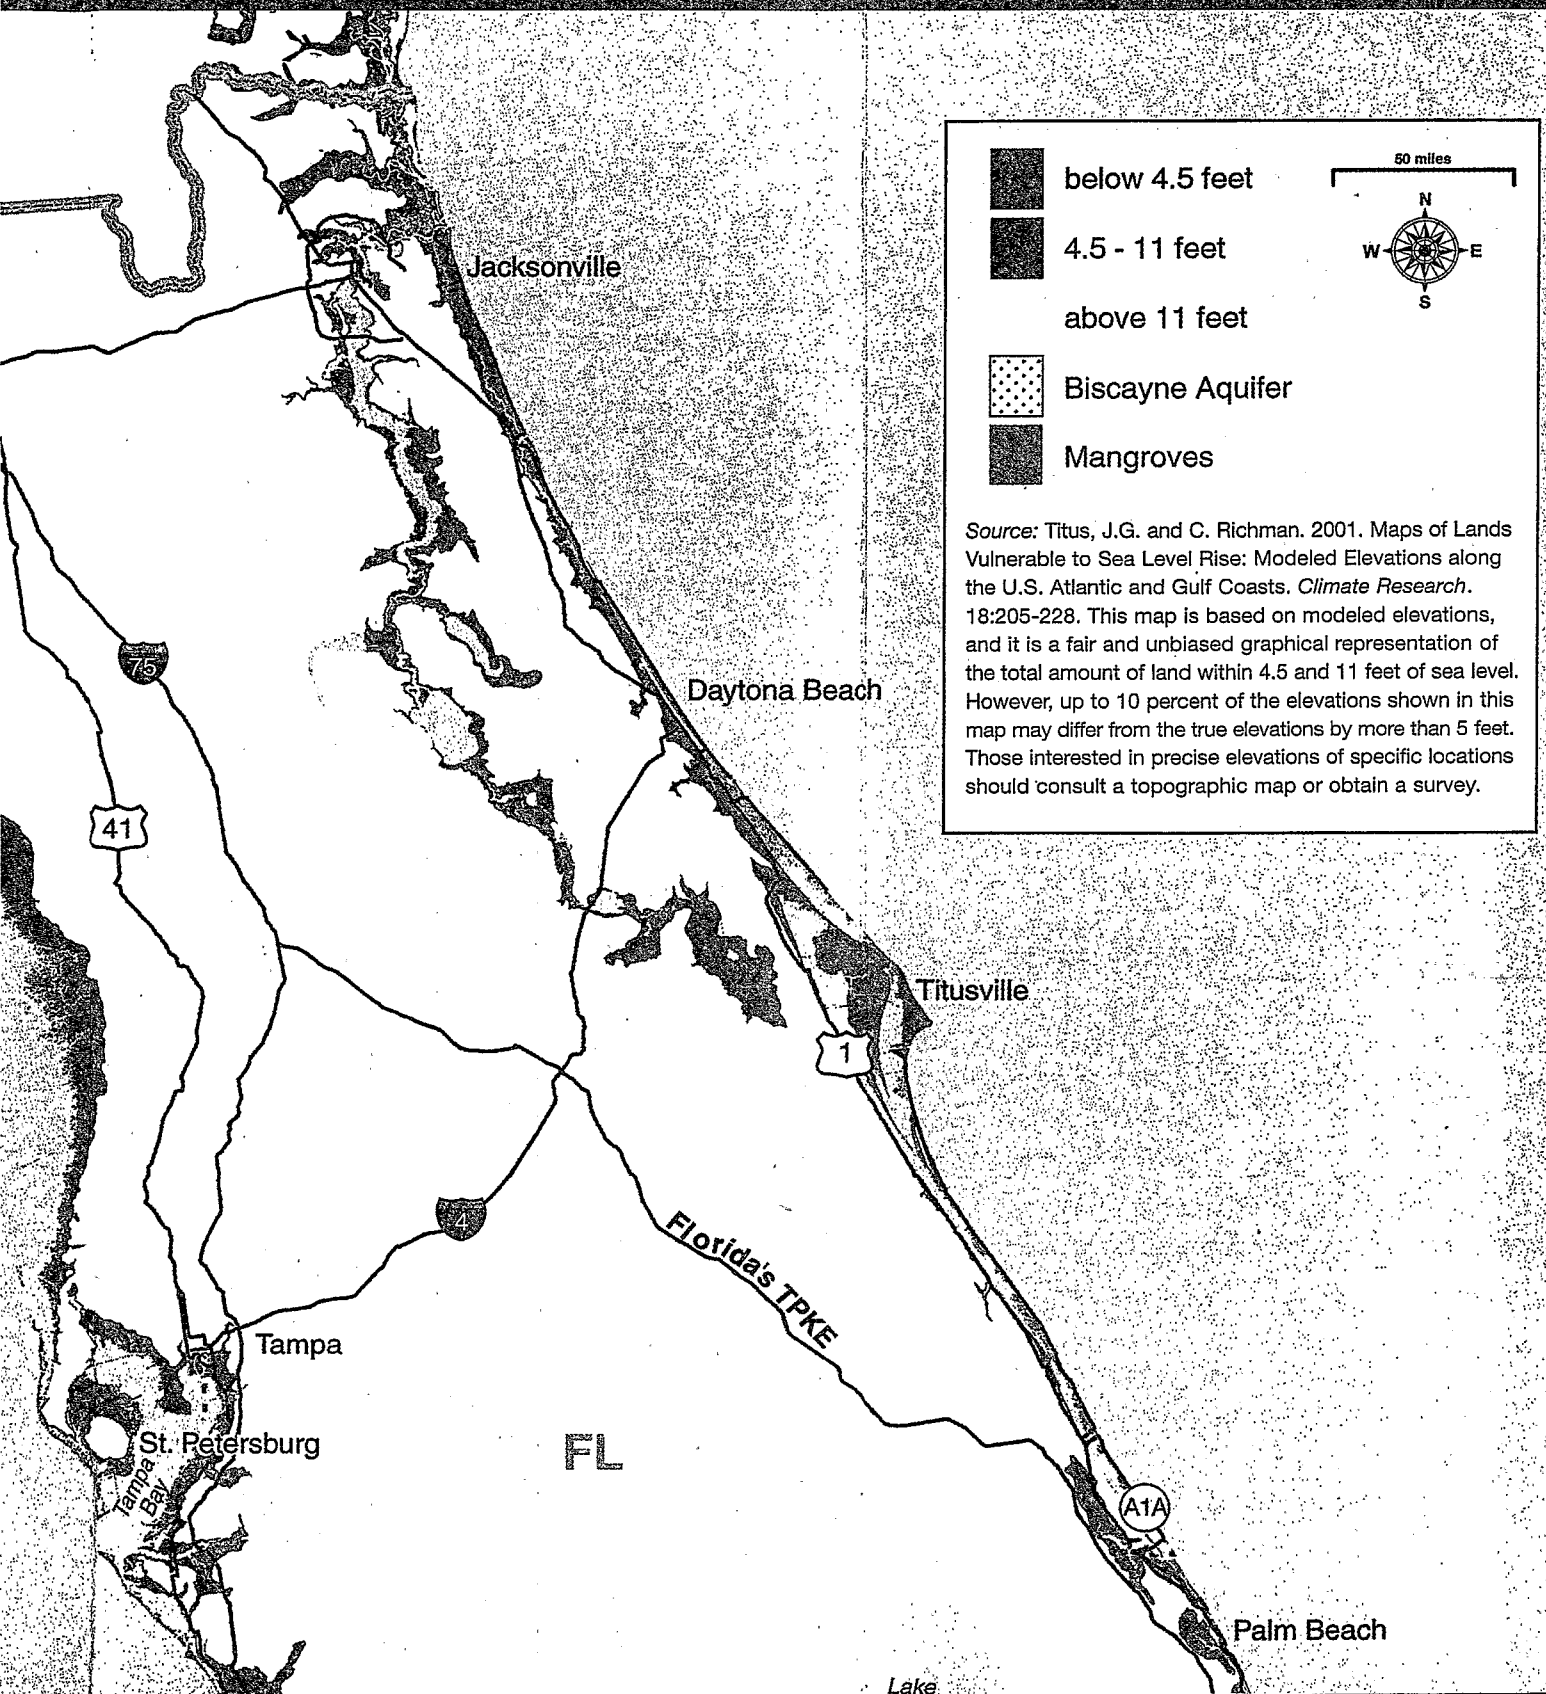 50 miles
below 4.5 feet
N
4.5 - 11 feet
W
E
S
above 11 feet
Jacksonville
Biscayne Aquifer
Mangroves
Source: Titus, J.G. and C. Richman. 2001. Maps of Lands
Vulnerable to Sea Level Rise: Modeled Elevations along
the U.S. Atlantic and Gulf Coasts. Climate Research.
18:205-228. This map is based on modeled elevations,
and it is a fair and unbiased graphical representation of
the total amount of land within 4.5 and 11 feet of sea level.
However, up to 10 percent of the elevations shown in this
map may differ from the true elevations by more than 5 feet.
Those interested in precise elevations of specific locations
should consult a topographic map or obtain a survey.
75
Daytona Beach
41
Titusville
1
4
Florida's TPKE
Tampa
St. Petersburg
FL
Tampa
Bay
A1A
Palm Beach
Lake